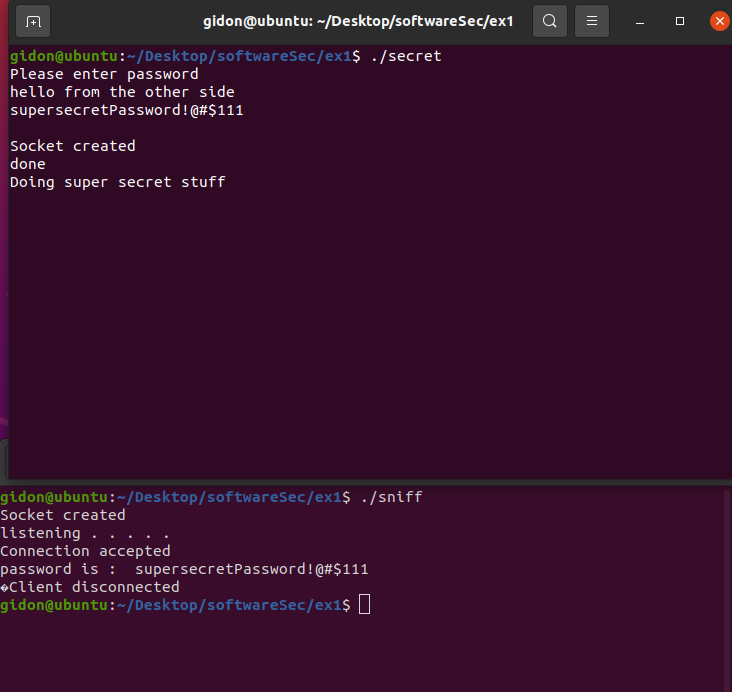 gidon@ubuntu: ~/Desktop/softwareSec/ex1
gidon@ubuntu:~/Desktop/softwareSec/ex1$ ./secret
Please enter password
hello from the other side
supersecretPassword!@#$111
Socket created
done
Doing super secret stuff
gidon@ubuntu:~/Desktop/softwareSec/ex1$ ./sniff
Socket created
listening . . . . .
Connection accepted
password is :  supersecretPassword!@#$111
�Client disconnected
gidon@ubuntu:~/Desktop/softwareSec/ex1$